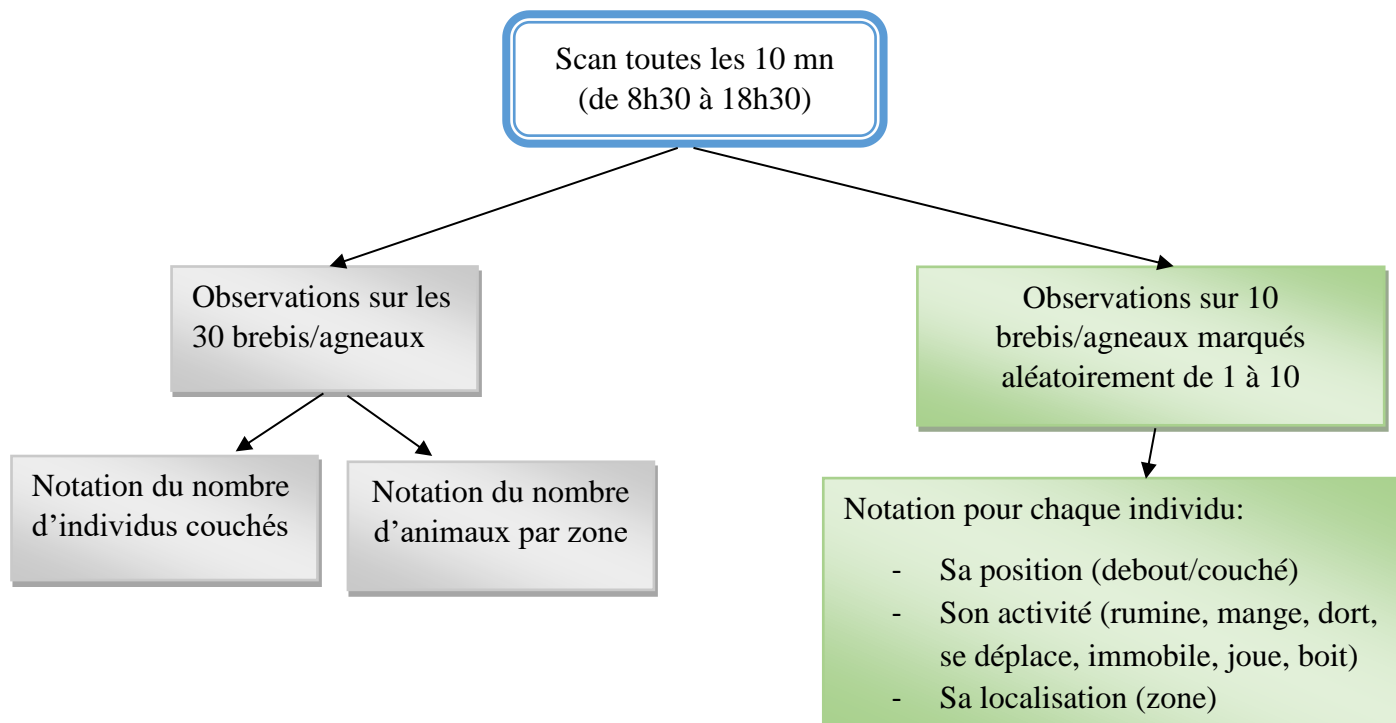 Scan toutes les 10 mn
(de 8h30 à 18h30)
Observations sur les
30 brebis/agneaux
Observations sur 10
brebis/agneaux marqués
aléatoirement de 1 à 10
Notation du nombre
d’individus couchés
Notation du nombre
d’animaux par zone
Notation pour chaque individu:
- Sa position (debout/couché)
- Son activité (rumine, mange, dort,
se déplace, immobile, joue, boit)
- Sa localisation (zone)